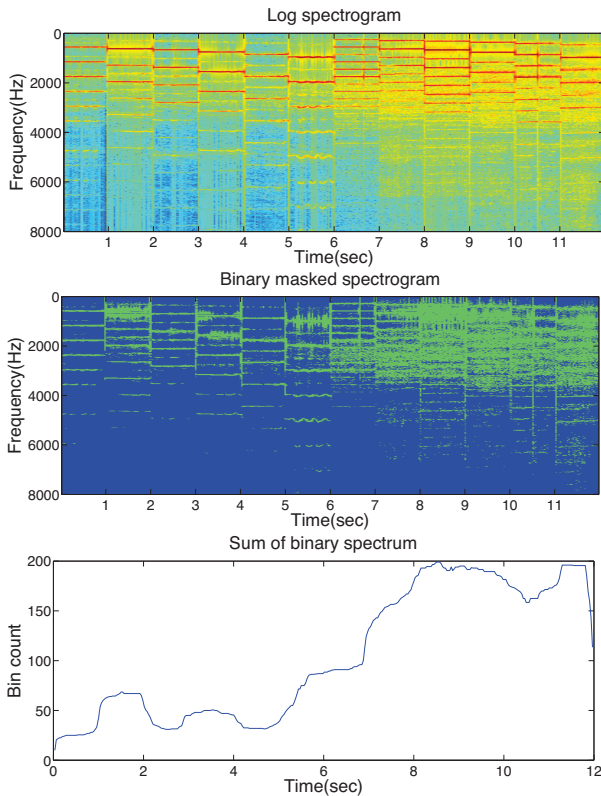 Log spectrogram
0
2000
4000
6000
8000
Frequency(Hz)
1 2 3 4 5 6 7 8 9 10 11
Time(sec)
Binary masked spectrogram
0
2000
4000
6000
8000
Frequency(Hz)
1 2 3 4 5 6 7 8 9 10 11
Time(sec)
Sum of binary spectrum
200
150
100
50
0
Bin count
0 2 4 6 8 10 12
Time(sec)